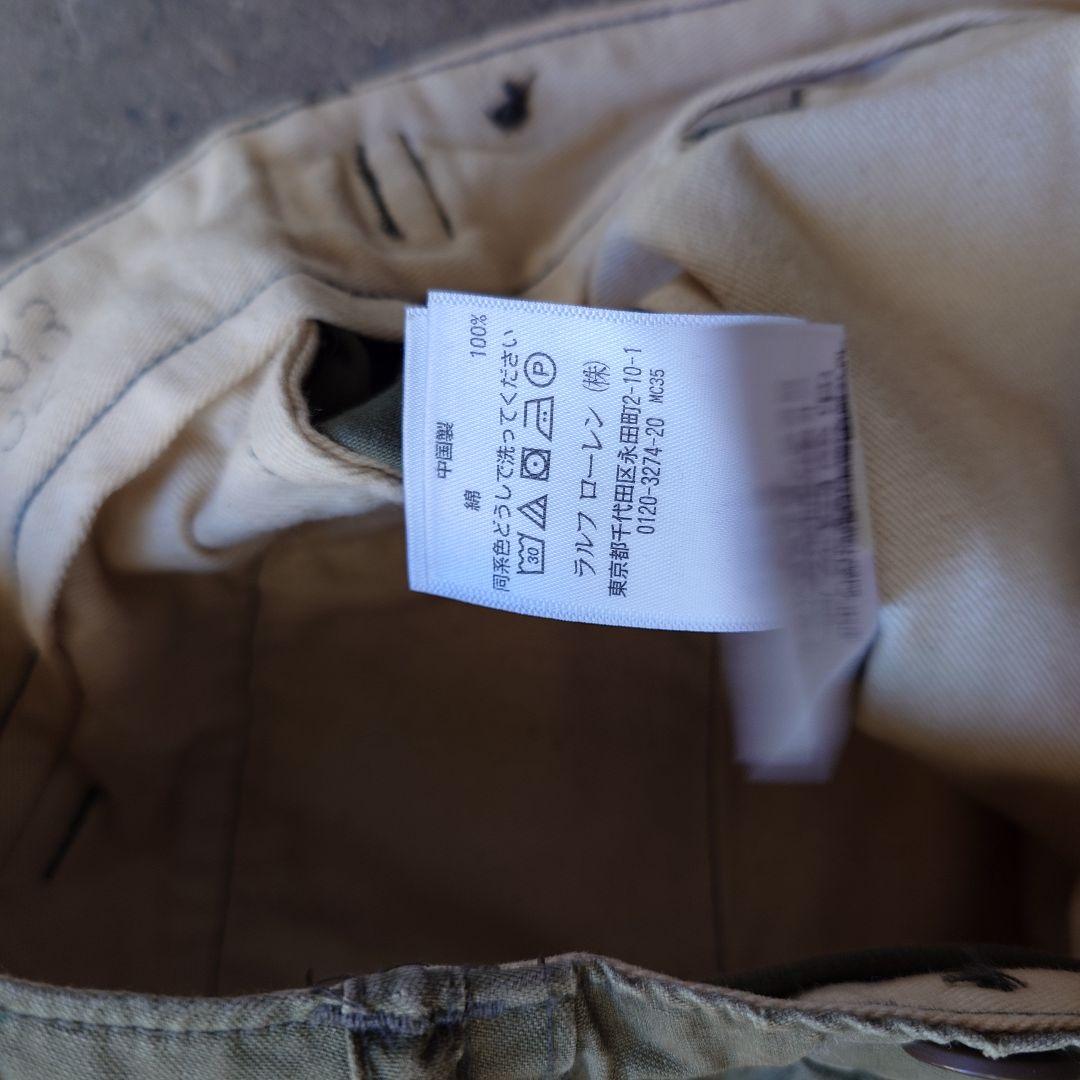 中国製
綿 100%
同系色どうしで洗ってください
30 P
ラルフ ローレン (株)
東京都千代田区永田町2-10-1
0120-3274-20 MC35